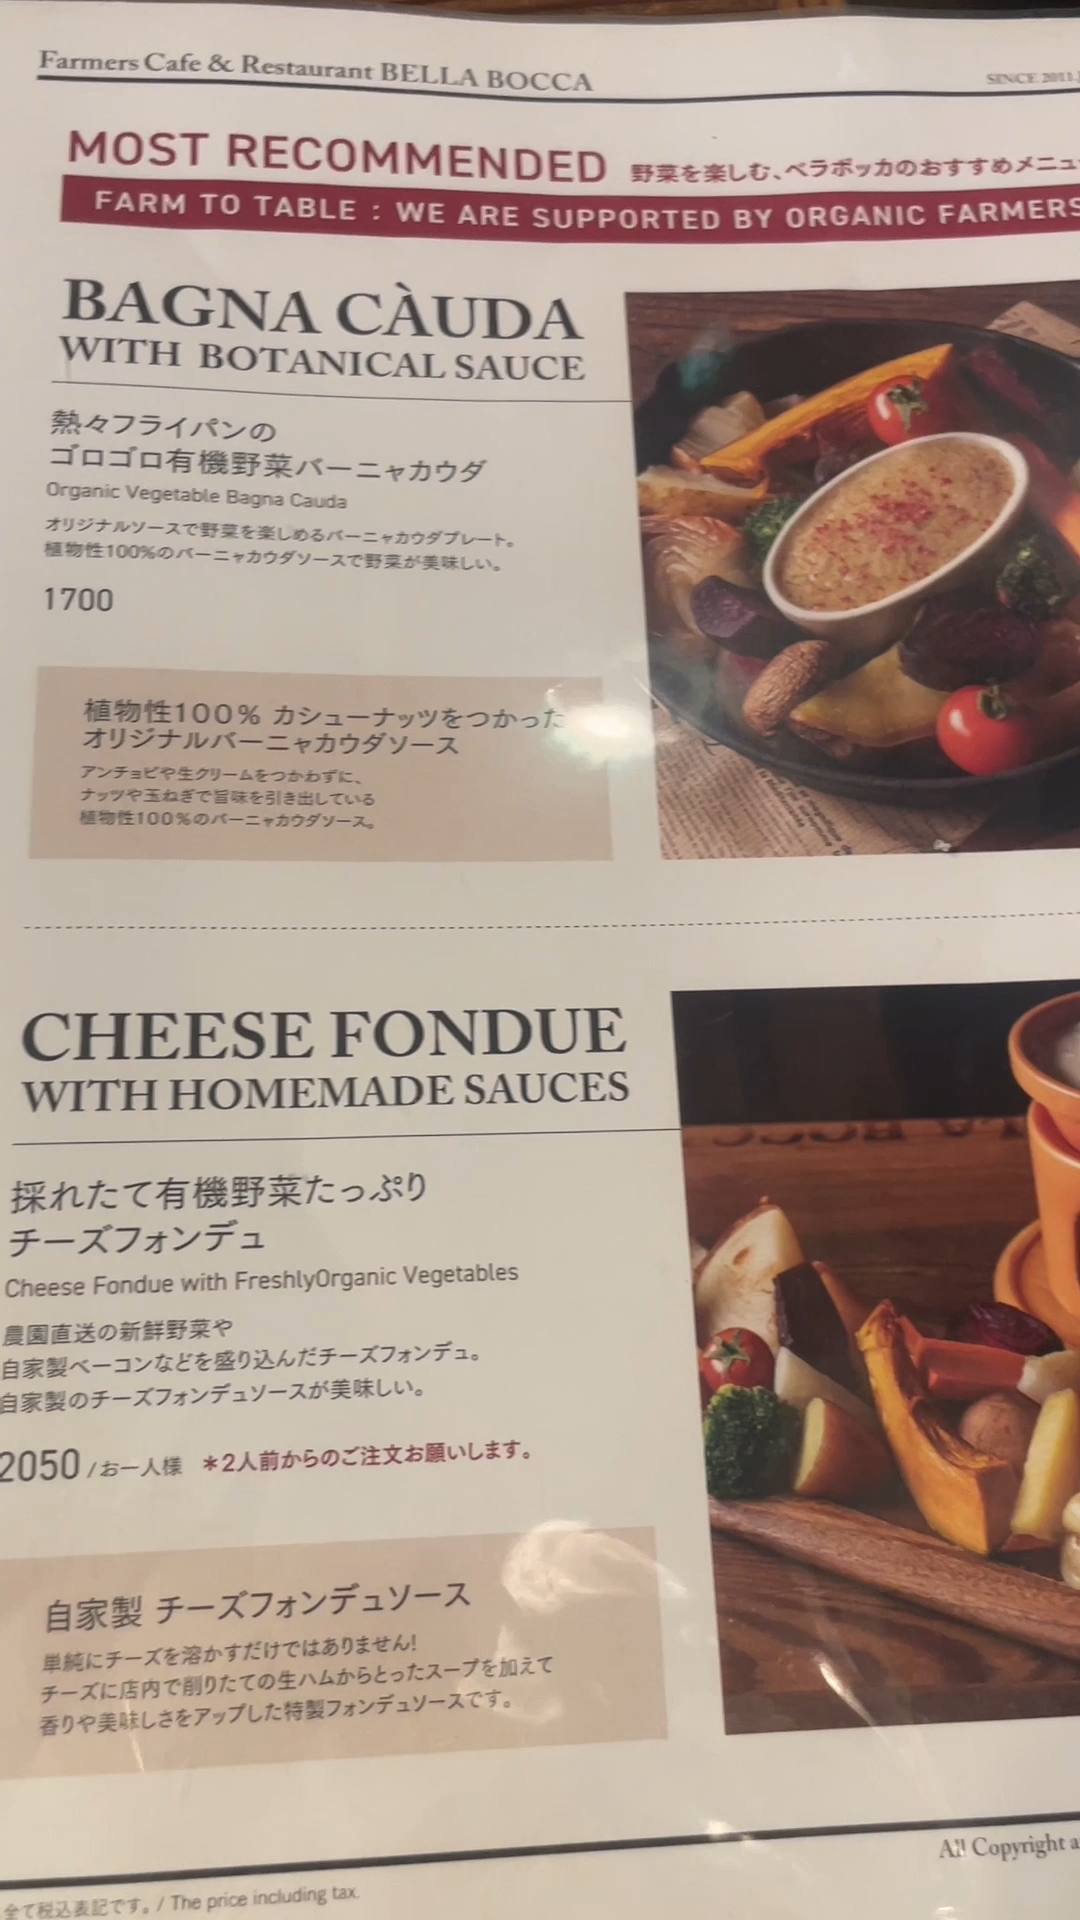 Farmers Cafe & Restaurant BELLA BOCCA
SINCE 2011.
MOST RECOMMENDED
野菜を楽しむ、ベラボッカのおすすめメニュー
FARM TO TABLE : WE ARE SUPPORTED BY ORGANIC FARMERS
BAGNA CÀUDA
WITH BOTANICAL SAUCE
熱々フライパンの
ゴロゴロ有機野菜バーニャカウダ
Organic Vegetable Bagna Cauda
オリジナルソースで野菜を楽しめるバーニャカウダプレート。
植物性100%のバーニャカウダソースで野菜が美味しい。
1700
植物性100% カシューナッツをつかった
オリジナルバーニャカウダソース
アンチョビや生クリームをつかわずに、
ナッツや玉ねぎで旨味を引き出している
植物性100%のバーニャカウダソース。
CHEESE FONDUE
WITH HOMEMADE SAUCES
採れたて有機野菜たっぷり
チーズフォンデュ
Cheese Fondue with FreshlyOrganic Vegetables
農園直送の新鮮野菜や
自家製ベーコンなどを盛り込んだチーズフォンデュ。
自家製のチーズフォンデュソースが美味しい。
2050 /お一人様 *2人前からのご注文お願いします。
自家製 チーズフォンデュソース
単純にチーズを溶かすだけではありません!
チーズに店内で削りたての生ハムからとったスープを加えて
香りや美味しさをアップした特製フォンデュソースです。
All Copyright a
全て税込表記です。/ The price including tax.